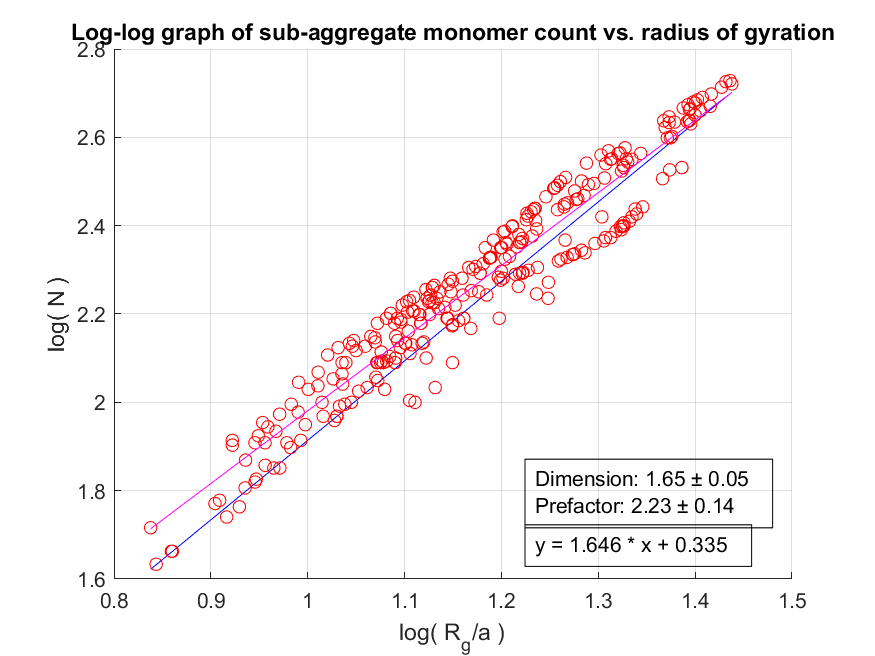 Log-log graph of sub-aggregate monomer count vs. radius of gyration
2.8
2.6
2.4
2.2
2
1.8
1.6
log( N )
Dimension: 1.65 ± 0.05
Prefactor: 2.23 ± 0.14
y = 1.646 * x + 0.335
0.8 0.9 1 1.1 1.2 1.3 1.4 1.5
log( R_g/a )